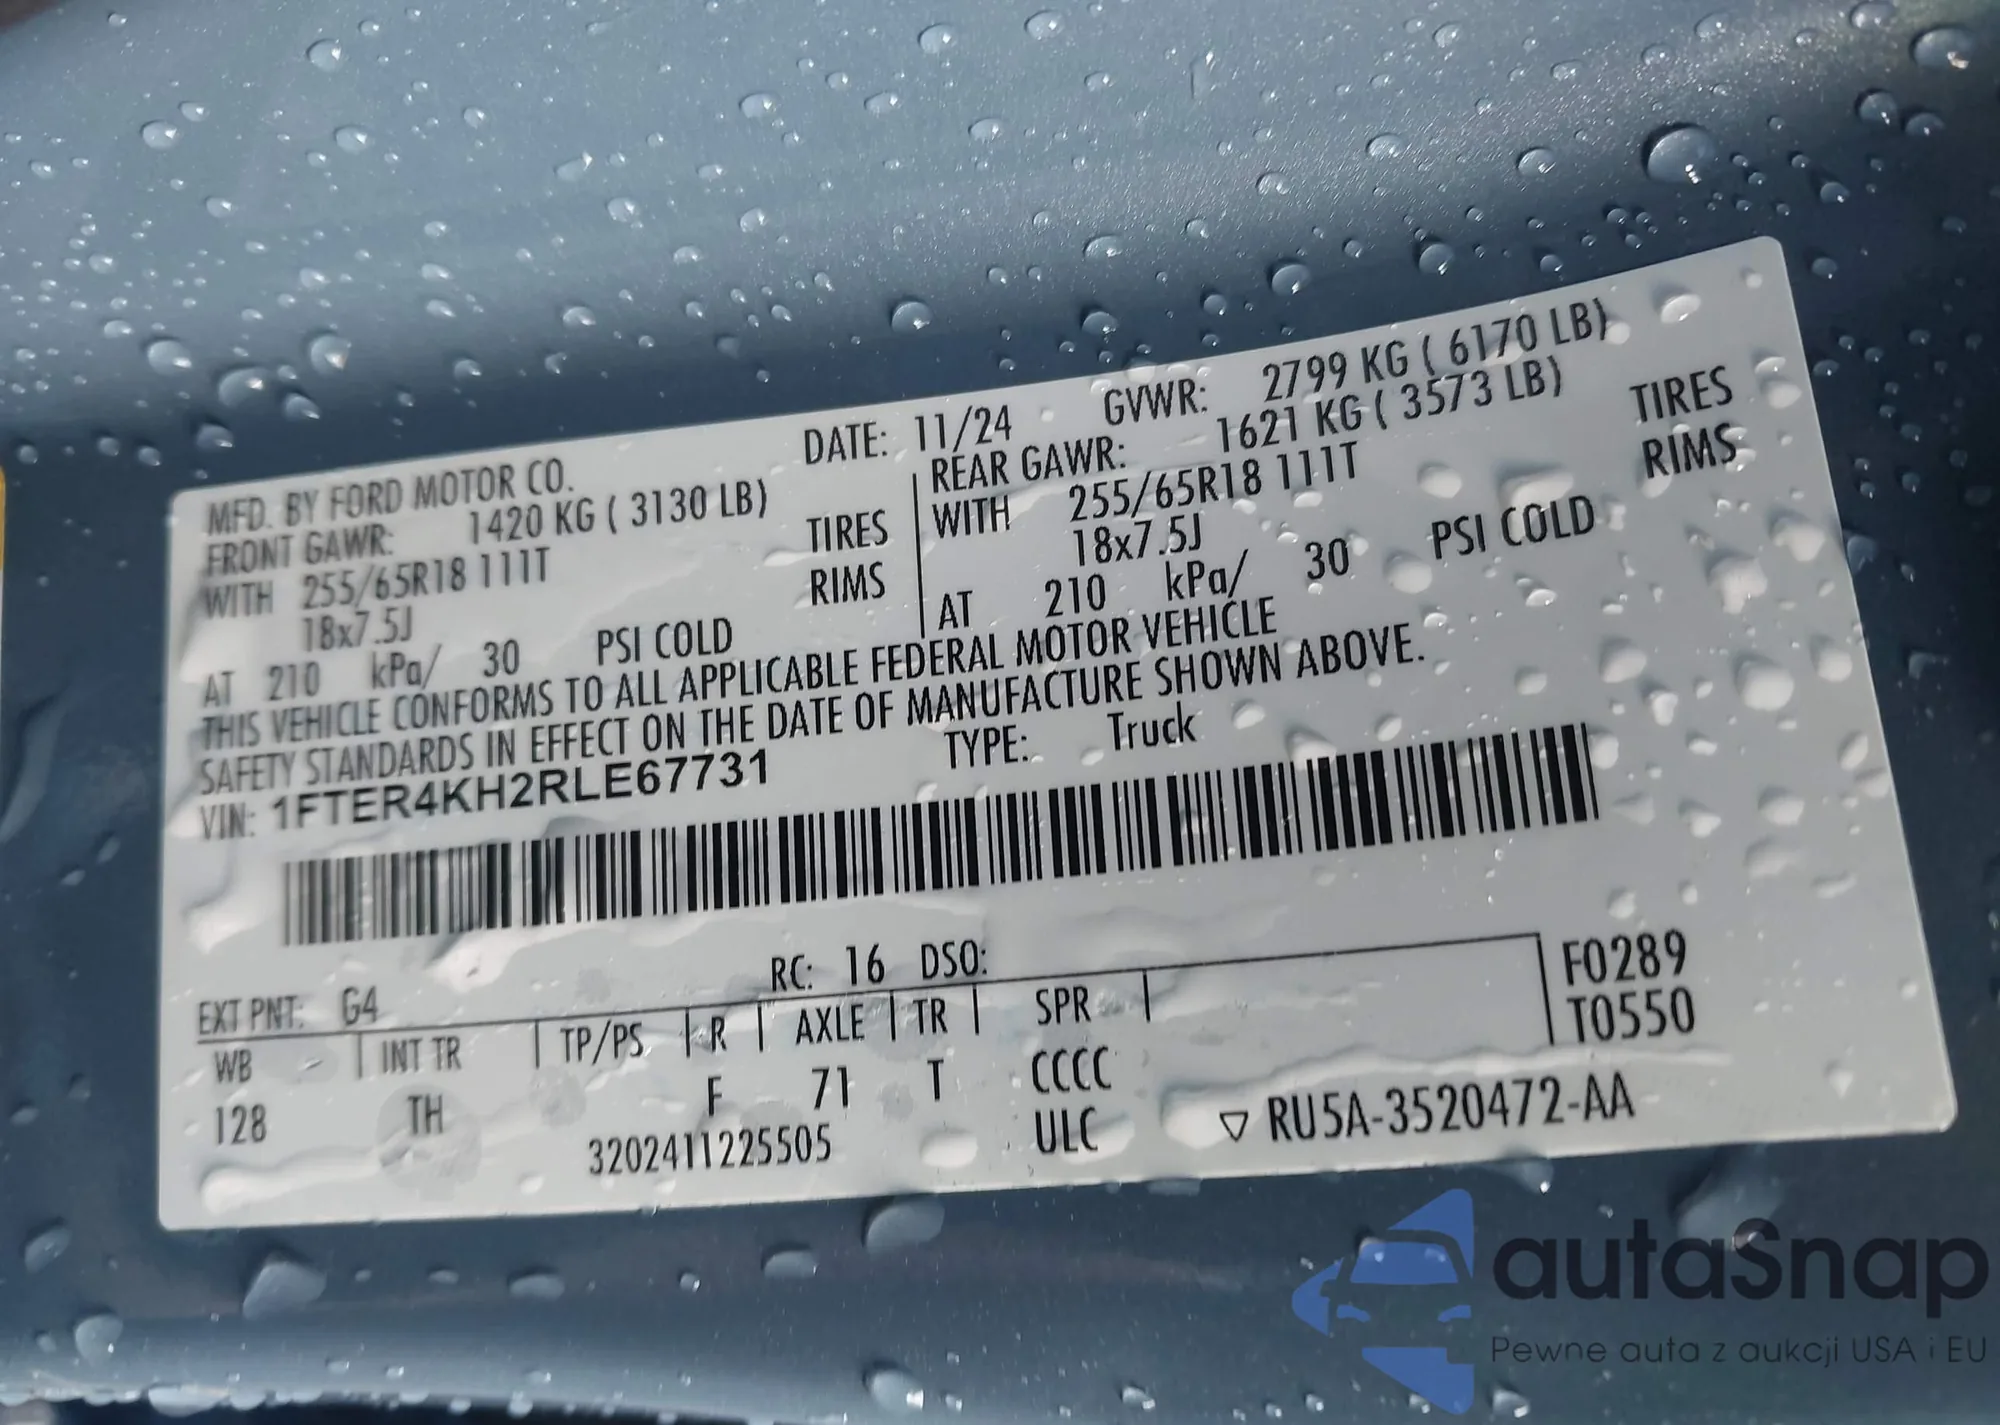 MFD. BY FORD MOTOR CO. DATE: 11/24 GVWR: 2799 KG ( 6170 LB)
FRONT GAWR: 1420 KG ( 3130 LB) REAR GAWR: 1621 KG ( 3573 LB)
WITH 255/65R18 111T TIRES WITH 255/65R18 111T TIRES
18x7.5J RIMS 18x7.5J RIMS
AT 210 kPa/ 30 PSI COLD AT 210 kPa/ 30 PSI COLD
THIS VEHICLE CONFORMS TO ALL APPLICABLE FEDERAL MOTOR VEHICLE
SAFETY STANDARDS IN EFFECT ON THE DATE OF MANUFACTURE SHOWN ABOVE.
VIN: 1FTER4KH2RLE67731 TYPE: Truck
EXT PNT: G4 RC: 16 DSO: F0289
WB INT TR TP/PS R AXLE TR SPR T0550
128 TH F 71 T CCCC
3202411225505 ULC ▽ RU5A-3520472-AA
autaSnap
Pewne auta z aukcji USA i EU